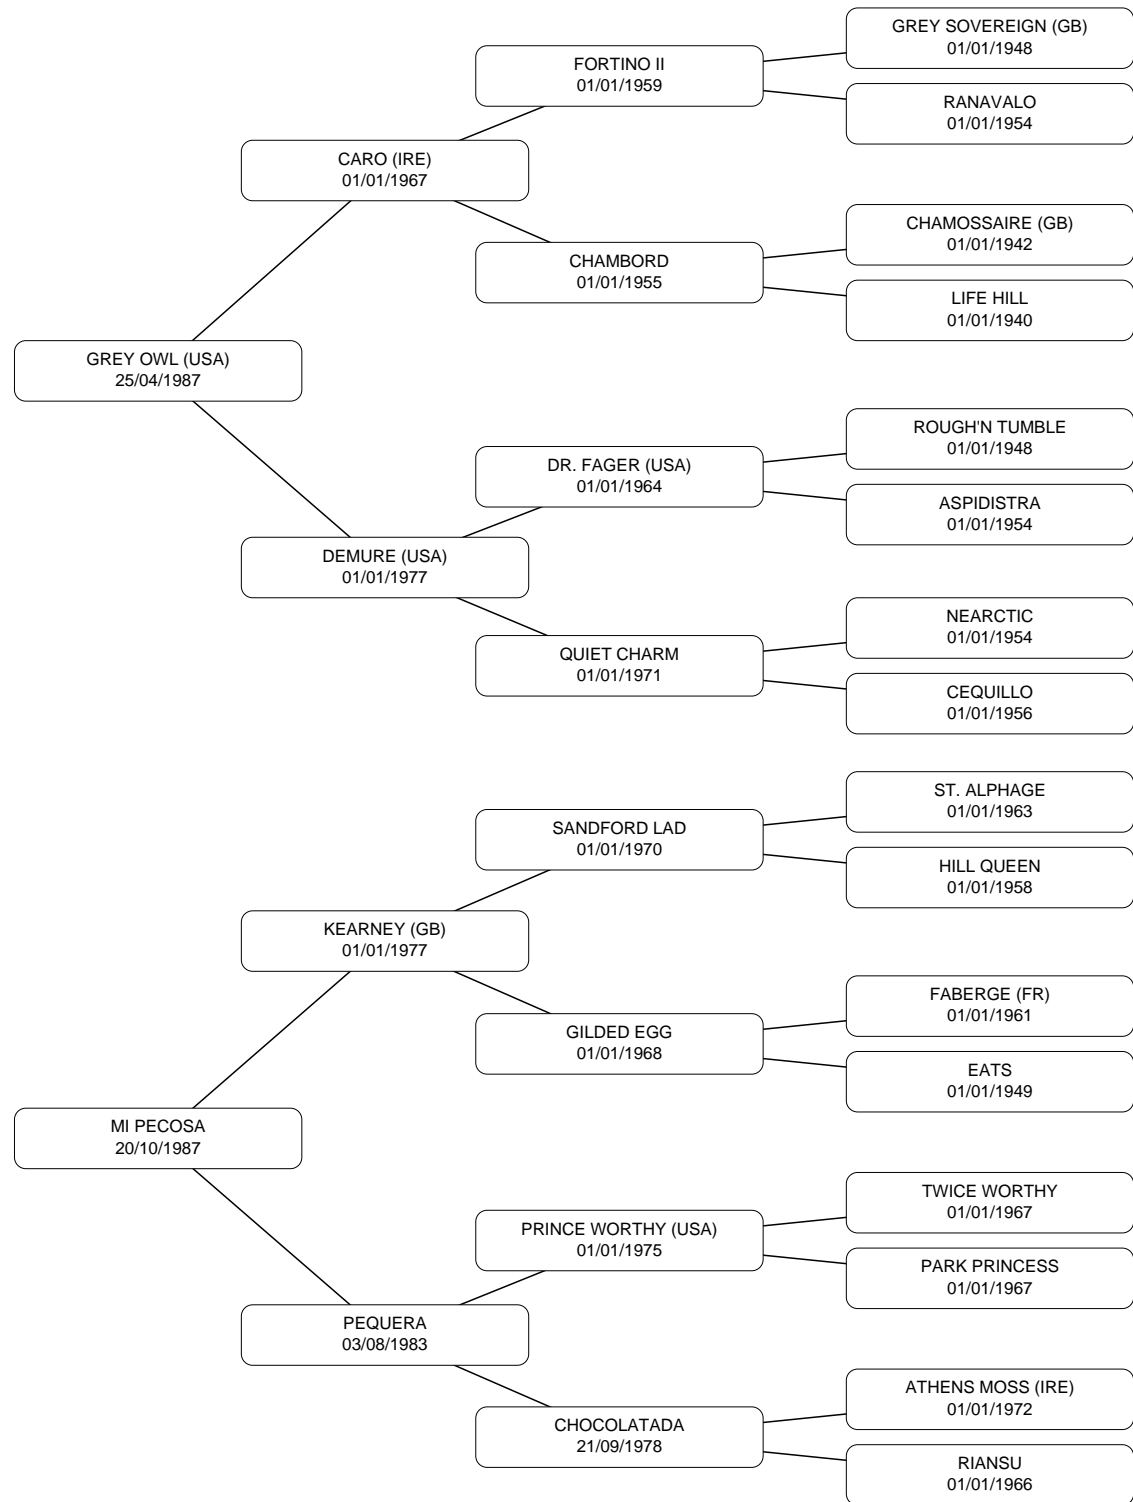 GREY SOVEREIGN (GB)
01/01/1948
FORTINO II
01/01/1959
RANAVALO
01/01/1954
CARO (IRE)
01/01/1967
CHAMOSSAIRE (GB)
01/01/1942
CHAMBORD
01/01/1955
LIFE HILL
01/01/1940
GREY OWL (USA)
25/04/1987
ROUGH'N TUMBLE
01/01/1948
DR. FAGER (USA)
01/01/1964
ASPIDISTRA
01/01/1954
DEMURE (USA)
01/01/1977
NEARCTIC
01/01/1954
QUIET CHARM
01/01/1971
CEQUILLO
01/01/1956
ST. ALPHAGE
01/01/1963
SANDFORD LAD
01/01/1970
HILL QUEEN
01/01/1958
KEARNEY (GB)
01/01/1977
FABERGE (FR)
01/01/1961
GILDED EGG
01/01/1968
EATS
01/01/1949
MI PECOSA
20/10/1987
TWICE WORTHY
01/01/1967
PRINCE WORTHY (USA)
01/01/1975
PARK PRINCESS
01/01/1967
PEQUERA
03/08/1983
ATHENS MOSS (IRE)
01/01/1972
CHOCOLATADA
21/09/1978
RIANSU
01/01/1966